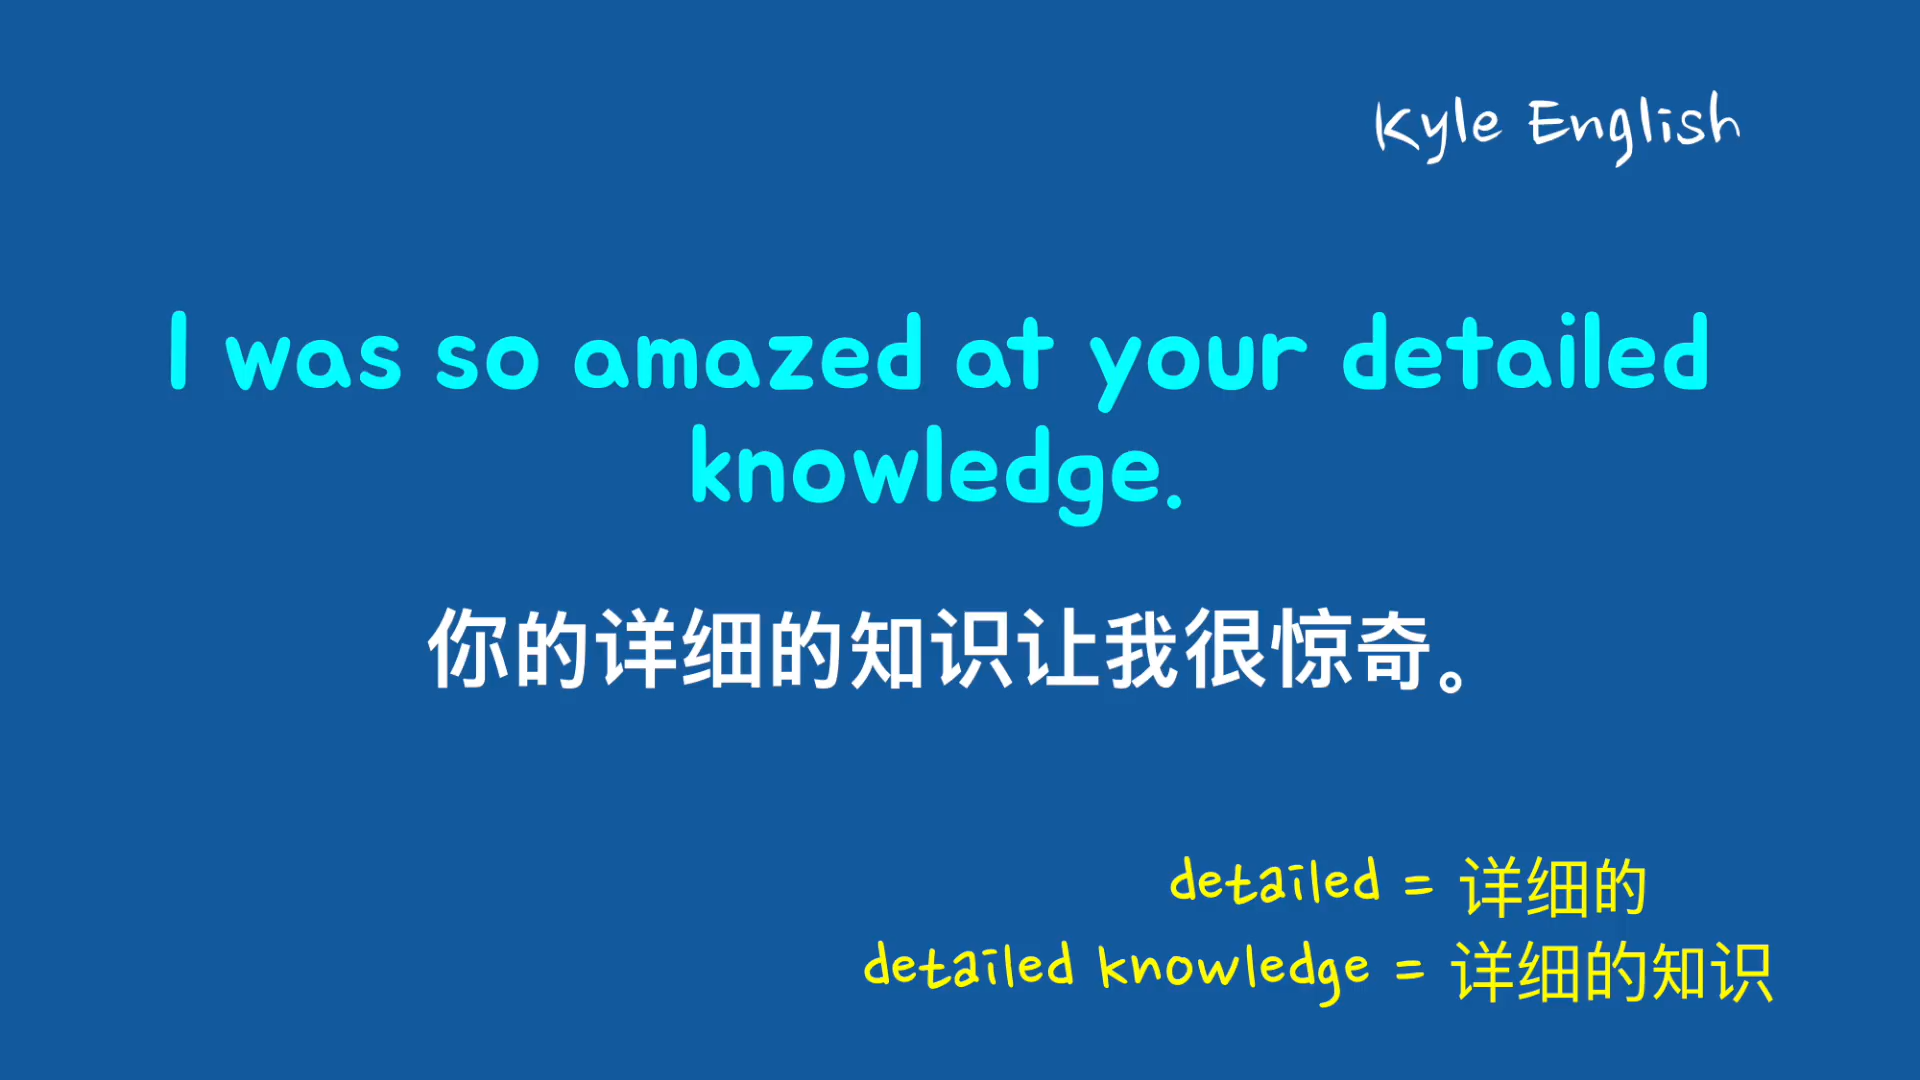 Kyle English
I was so amazed at your detailed
knowledge.
你的详细的知识让我很惊奇。
detailed = 详细的
detailed knowledge = 详细的知识